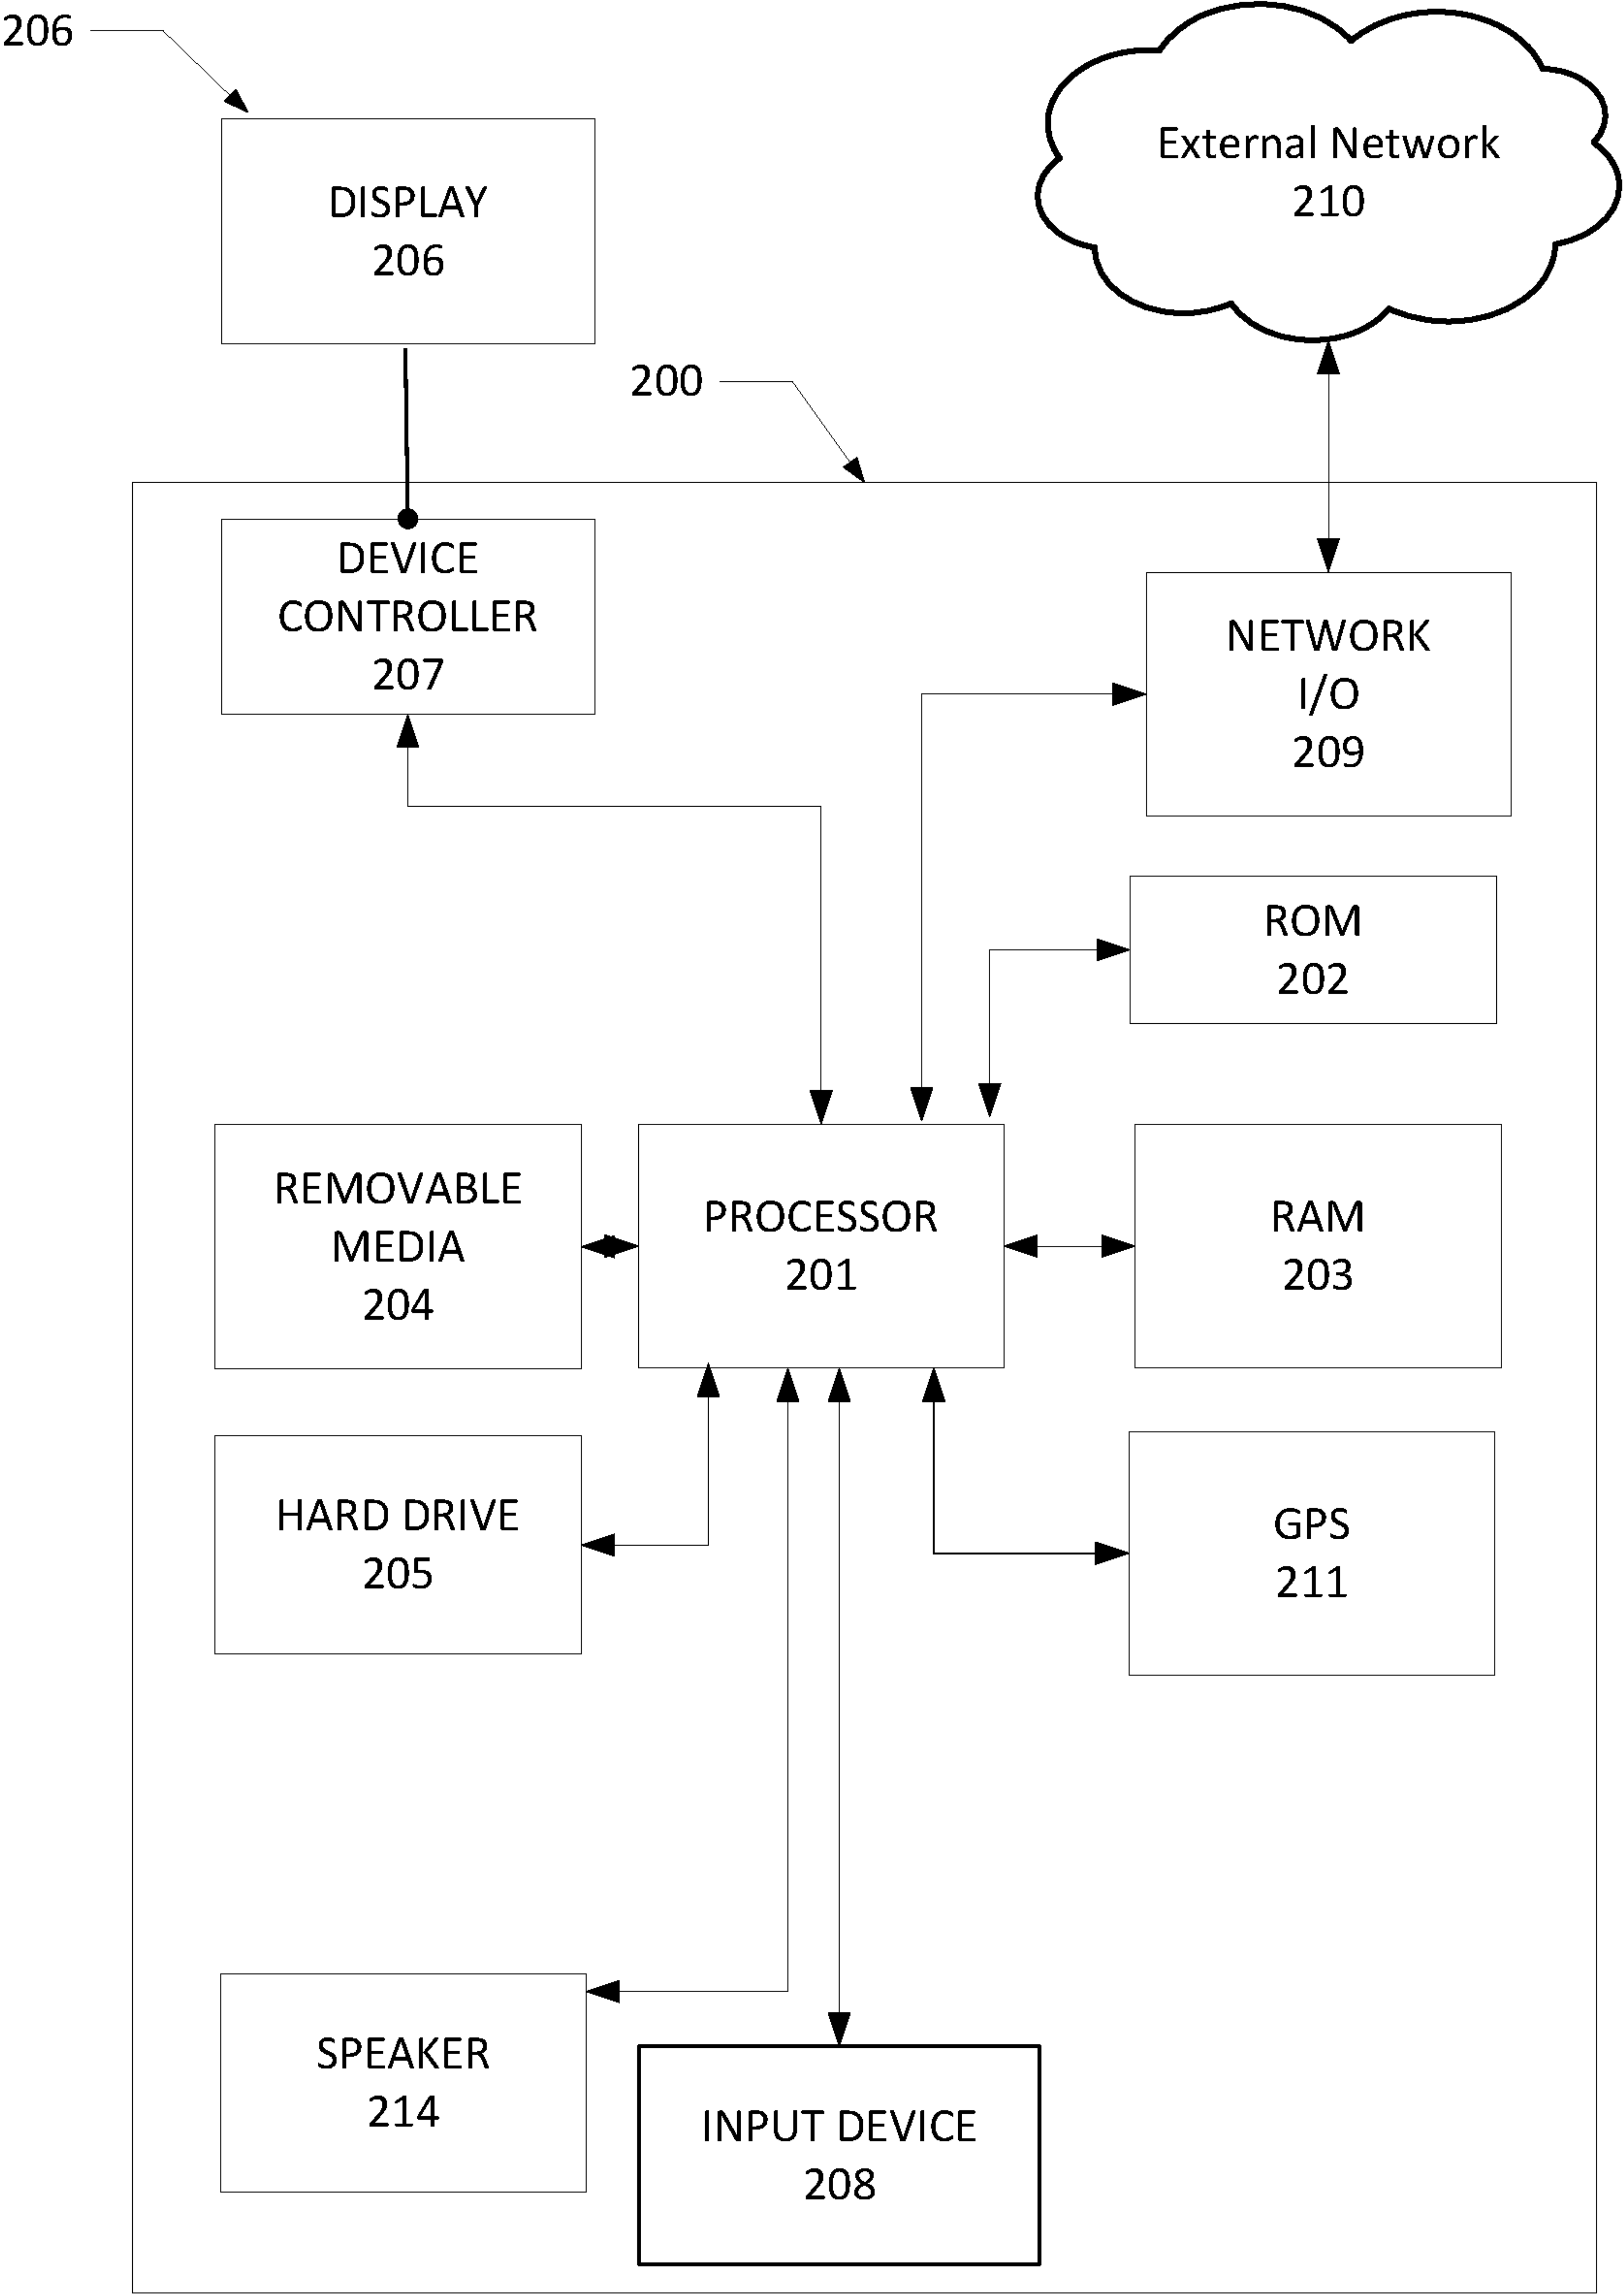 206
DISPLAY
206
External Network
210
200
DEVICE
CONTROLLER
207
NETWORK
I/O
209
ROM
202
REMOVABLE
MEDIA
204
PROCESSOR
201
RAM
203
HARD DRIVE
205
GPS
211
SPEAKER
214
INPUT DEVICE
208